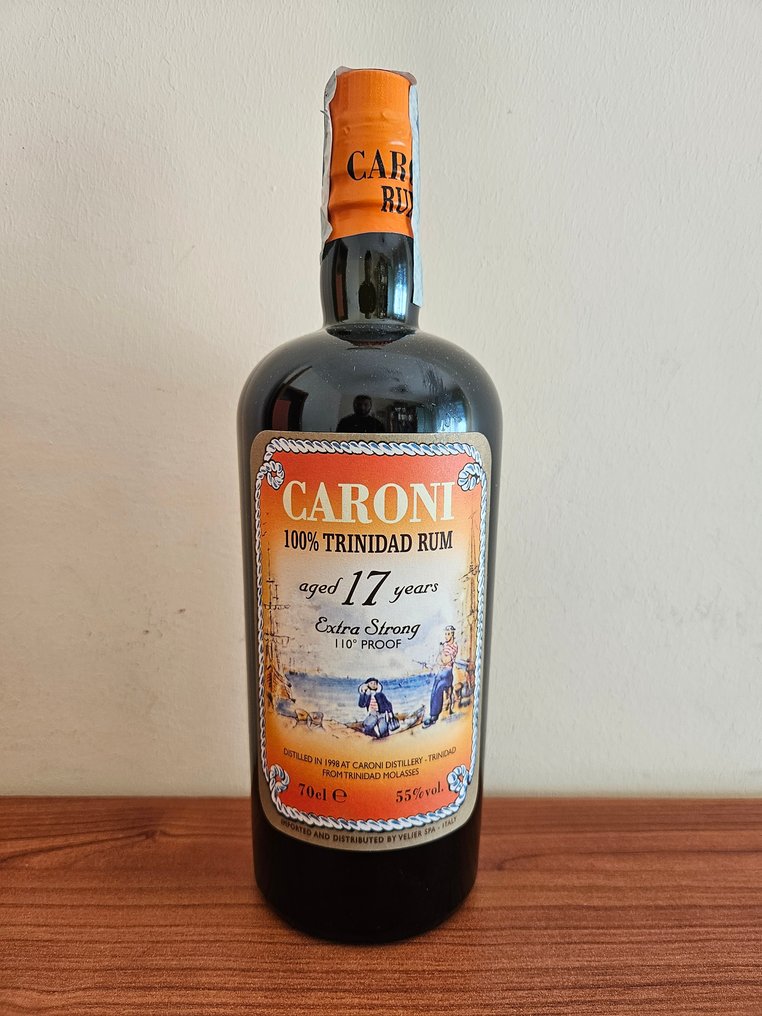 CARO
RU
CARONI
100% TRINIDAD RUM
aged 17 years
Extra Strong
110° PROOF
DISTILLED IN 1998 AT CARONI DISTILLERY - TRINIDAD
FROM TRINIDAD MOLASSES
70cl ℮ 55%vol.
IMPORTED AND DISTRIBUTED BY VELIER SPA - ITALY